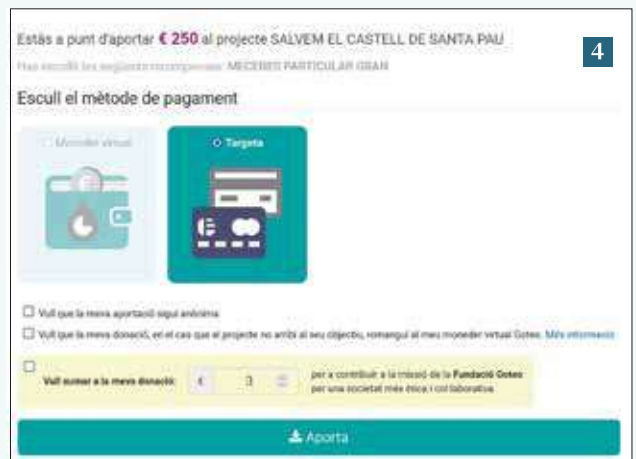 Estàs a punt d'aportar € 250 al projecte SALVEM EL CASTELL DE SANTA PAU
4
Has escollit les següents recompenses: MECENES PARTICULAR GRAN
Escull el mètode de pagament
Moneder virtual
Targeta
Vull que la meva aportació sigui anònima
Vull que la meva donació, en el cas que el projecte no arribi al seu objectiu, romangui al meu moneder virtual Goteo. Més informació
Vull sumar a la meva donació: € 3 per a contribuir a la missió de la Fundació Goteo
per una societat més ètica i col·laborativa.
Aporta